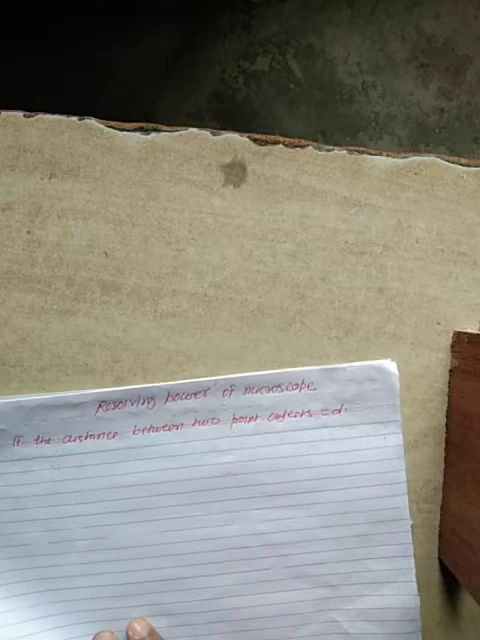 Resolving power of microscope
If the distance between two point objects = d.